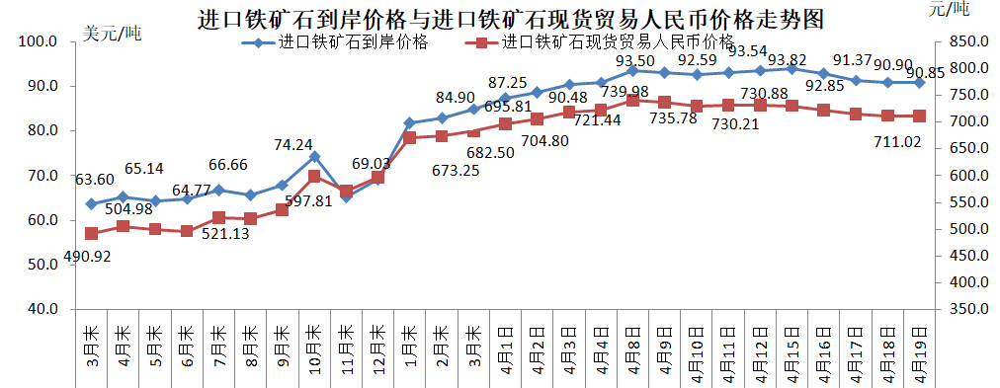 进口铁矿石到岸价格与进口铁矿石现货贸易人民币价格走势图
美元/吨
元/吨
进口铁矿石到岸价格
进口铁矿石现货贸易人民币价格
100.0
90.0
80.0
70.0
60.0
50.0
40.0
850.0
800.0
750.0
700.0
650.0
600.0
550.0
500.0
450.0
400.0
350.0
63.60
65.14
64.77
66.66
74.24
69.03
84.90
87.25
90.48
93.50
92.59
93.54
93.82
92.85
91.37
90.90
90.85
490.92
504.98
521.13
597.81
673.25
682.50
695.81
704.80
721.44
739.98
735.78
730.21
730.88
711.02
3月末
4月末
5月末
6月末
7月末
8月末
9月末
10月末
11月末
12月末
1月末
2月末
3月末
4月1日
4月2日
4月3日
4月4日
4月8日
4月9日
4月10日
4月11日
4月12日
4月15日
4月16日
4月17日
4月18日
4月19日